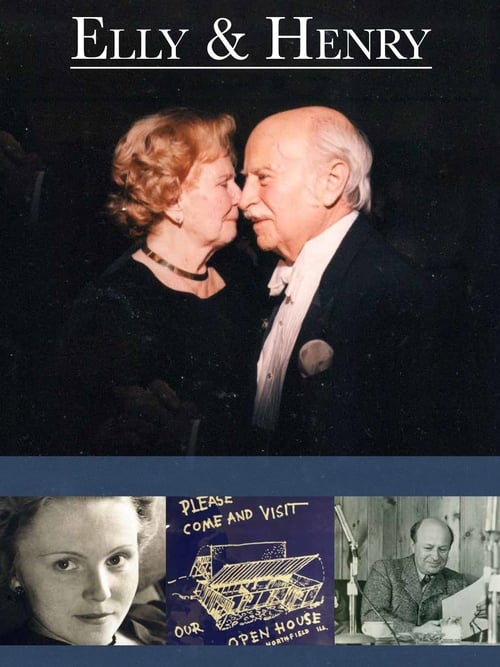 ELLY & HENRY
PLEASE
COME AND VISIT
OUR
OPEN HOUSE
NORTHFIELD ILL.